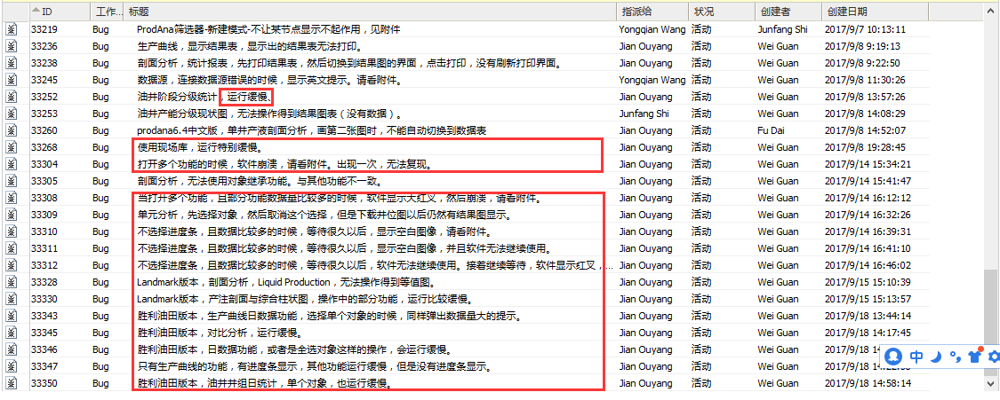 ID 工作... 标题 指派给 状况 创建者 创建日期
33219 Bug ProdAna筛选器-新建模式-不让某节点显示不起作用，见附件 Yongqian Wang 活动 Junfang Shi 2017/9/7 10:13:11
33236 Bug 生产曲线，显示结果表，显示出的结果表无法打印。 Jian Ouyang 活动 Wei Guan 2017/9/8 9:19:13
33238 Bug 剖面分析，统计报表，先打印结果表，然后切换到结果图的界面，点击打印，没有刷新打印界面。 Jian Ouyang 活动 Wei Guan 2017/9/8 9:22:50
33245 Bug 数据源，连接数据源错误的时候，显示英文提示。请看附件。 Yongqian Wang 活动 Wei Guan 2017/9/8 11:30:26
33252 Bug 油井阶段分级统计，运行缓慢。 Jian Ouyang 活动 Wei Guan 2017/9/8 13:57:26
33253 Bug 油井产能分级现状图，无法操作得到结果图表（没有数据）。 Junfang Shi 活动 Wei Guan 2017/9/8 14:08:29
33260 Bug prodana6.4中文版，单井产液剖面分析，画第二张图时，不能自动切换到数据表 Jian Ouyang 活动 Fu Dai 2017/9/8 14:52:07
33268 Bug 使用现场库，运行特别缓慢。 Jian Ouyang 活动 Wei Guan 2017/9/8 19:28:45
33304 Bug 打开多个功能的时候，软件崩溃，请看附件。出现一次，无法复现。 Jian Ouyang 活动 Wei Guan 2017/9/14 15:34:21
33305 Bug 剖面分析，无法使用对象继承功能。与其他功能不一致。 Jian Ouyang 活动 Wei Guan 2017/9/14 15:41:47
33308 Bug 当打开多个功能，且部分功能数据量比较多的时候，软件显示大红叉，然后崩溃，请看附件。 Jian Ouyang 活动 Wei Guan 2017/9/14 16:12:12
33309 Bug 单元分析，先选择对象，然后取消这个选择，但是下载井位图以后仍然有结果图显示。 Jian Ouyang 活动 Wei Guan 2017/9/14 16:32:26
33310 Bug 不选择进度条，且数据比较多的时候，等待很久以后，显示空白图像，请看附件。 Jian Ouyang 活动 Wei Guan 2017/9/14 16:39:31
33311 Bug 不选择进度条，且数据比较多的时候，等待很久以后，显示空白图像，并且软件无法继续使用。 Jian Ouyang 活动 Wei Guan 2017/9/14 16:41:10
33312 Bug 不选择进度条，且数据比较多的时候，等待很久以后，软件无法继续使用。接着继续等待，软件显示红叉，... Jian Ouyang 活动 Wei Guan 2017/9/14 16:46:02
33328 Bug Landmark版本，剖面分析，Liquid Production，无法操作得到等值图。 Jian Ouyang 活动 Wei Guan 2017/9/15 15:10:39
33330 Bug Landmark版本，产注剖面与综合柱状图，操作中的部分功能，运行比较缓慢。 Jian Ouyang 活动 Wei Guan 2017/9/15 15:13:57
33343 Bug 胜利油田版本，生产曲线日数据功能，选择单个对象的时候，同样弹出数据量大的提示。 Jian Ouyang 活动 Wei Guan 2017/9/18 13:44:14
33345 Bug 胜利油田版本，对比分析，运行缓慢。 Jian Ouyang 活动 Wei Guan 2017/9/18 14:17:45
33346 Bug 胜利油田版本，日数据功能，或者是全选对象这样的操作，会运行缓慢。 Jian Ouyang 活动 Wei Guan 2017/9/18 中
33347 Bug 只有生产曲线的功能，有进度条显示，其他功能运行缓慢，但是没有进度条显示。 Jian Ouyang 活动 Wei Guan 2017/9/18
33350 Bug 胜利油田版本，油井井组日统计，单个对象，也运行缓慢。 Jian Ouyang 活动 Wei Guan 2017/9/18 14:58:14